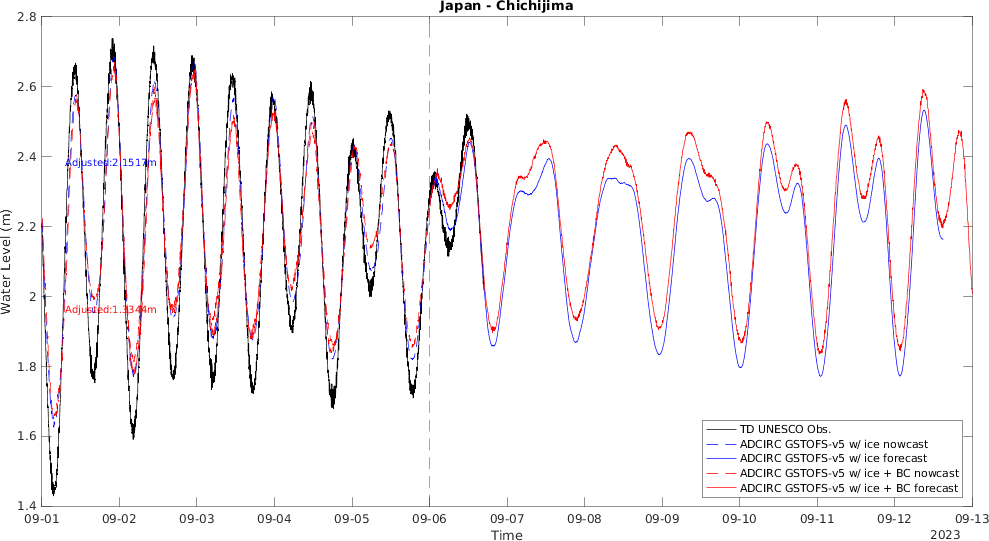 Japan - Chichijima
Water Level (m)
2.8
2.6
2.4
2.2
2
1.8
1.6
1.4
Adjusted:2.1517m
Adjusted:1.3344m
TD UNESCO Obs.
ADCIRC GSTOFS-v5 w/ ice nowcast
ADCIRC GSTOFS-v5 w/ ice forecast
ADCIRC GSTOFS-v5 w/ ice + BC nowcast
ADCIRC GSTOFS-v5 w/ ice + BC forecast
09-01 09-02 09-03 09-04 09-05 09-06 09-07 09-08 09-09 09-10 09-11 09-12 09-13
Time
2023